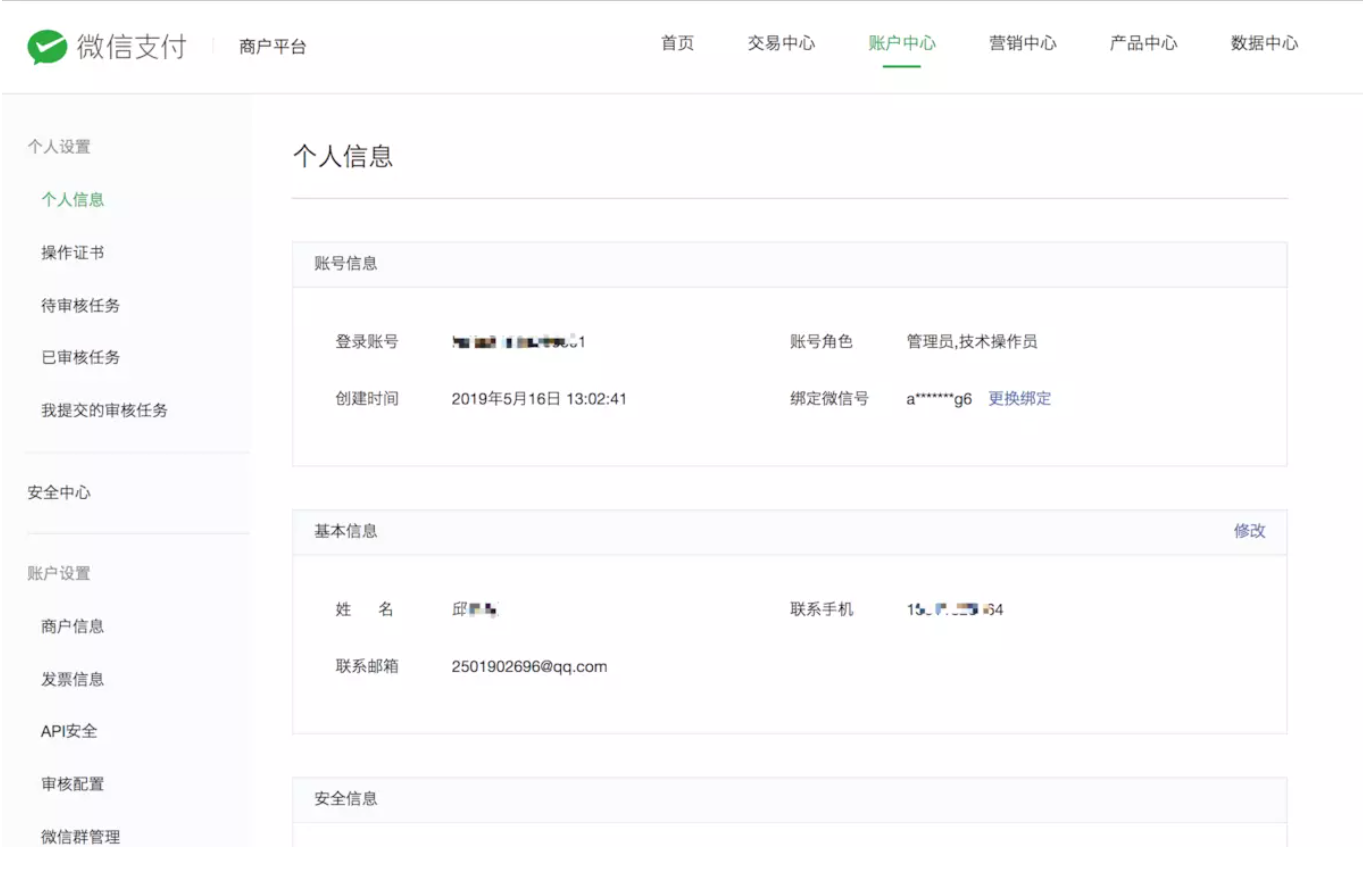 微信支付 商户平台 首页 交易中心 账户中心 营销中心 产品中心 数据中心
个人设置
个人信息
操作证书
待审核任务
已审核任务
我提交的审核任务
安全中心
账户设置
商户信息
发票信息
API安全
审核配置
微信群管理
个人信息
账号信息
登录账号 账号角色 管理员,技术操作员
创建时间 2019年5月16日 13:02:41 绑定微信号 a*******g6 更换绑定
基本信息 修改
姓 名 邱 联系手机
联系邮箱 2501902696@qq.com
安全信息